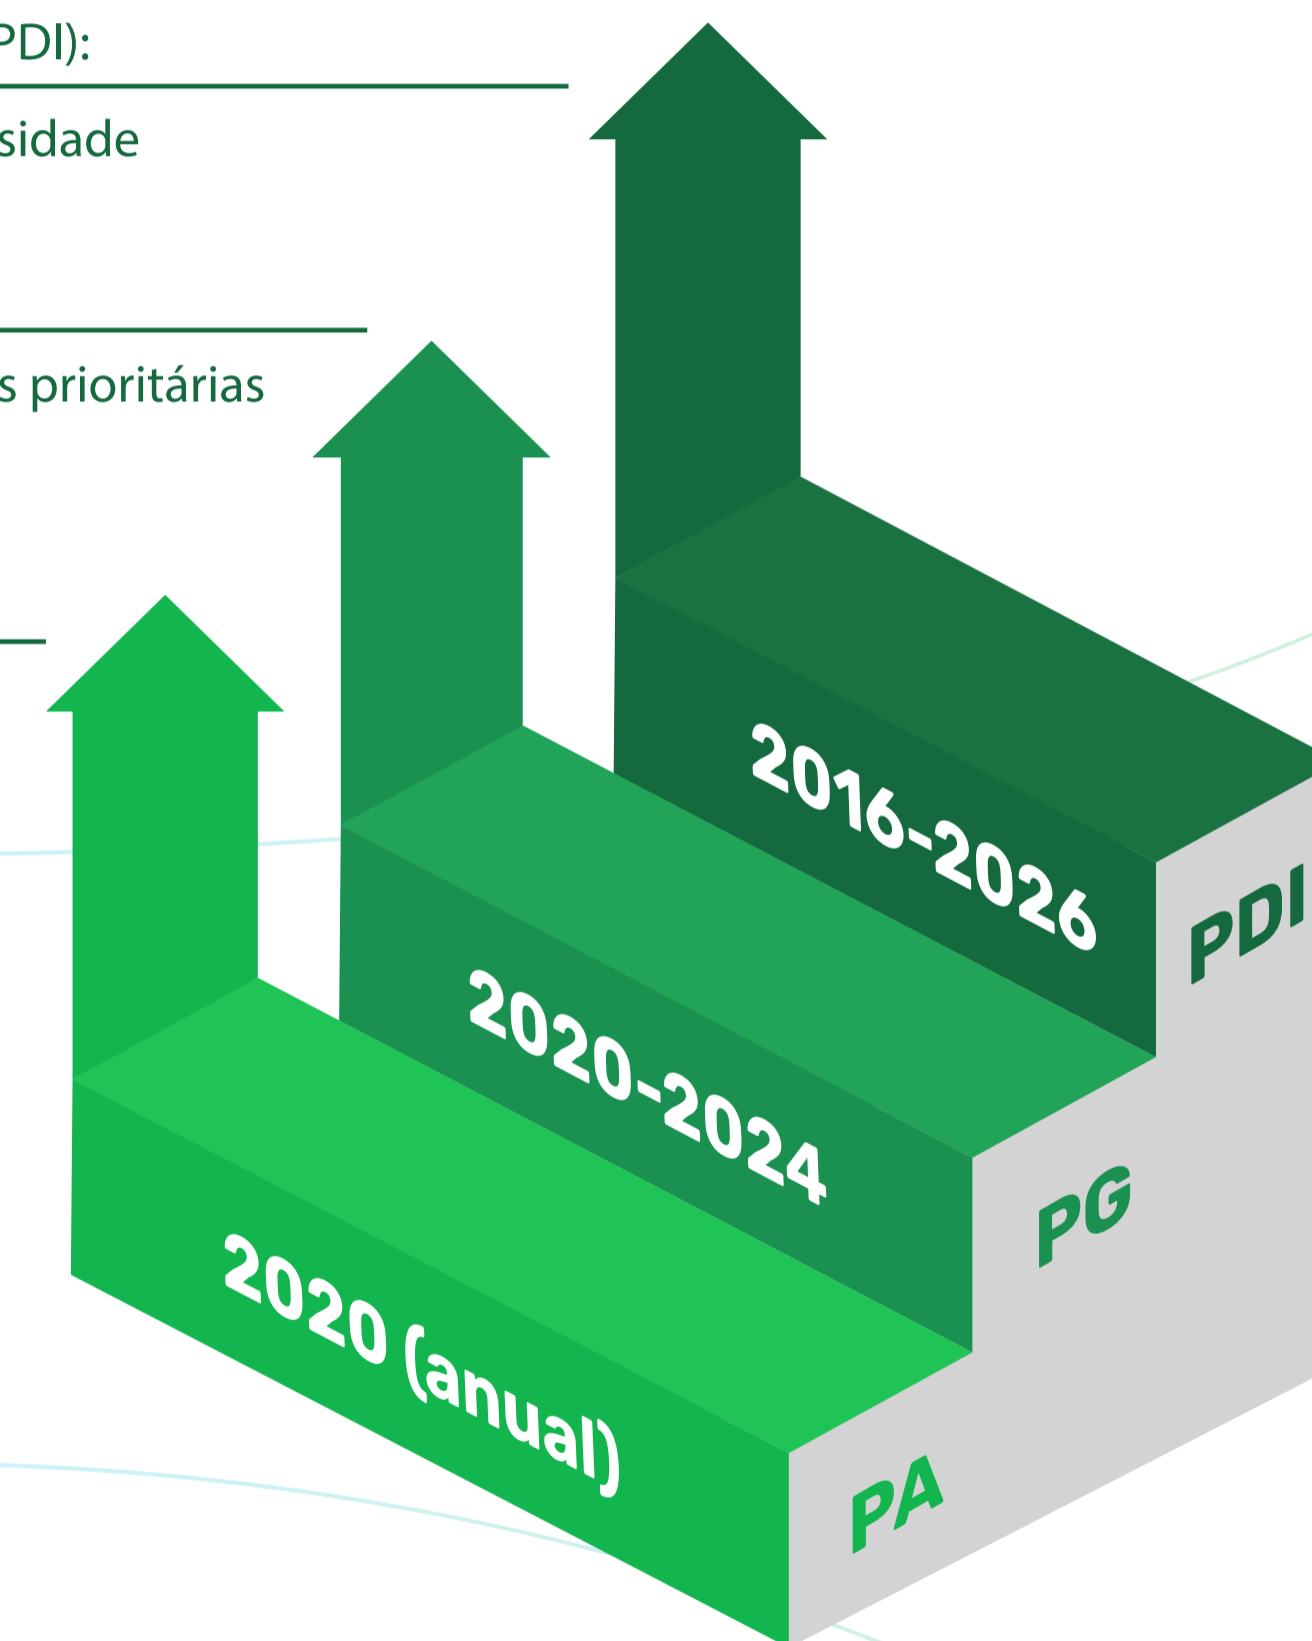 PDI):
sidade
s prioritárias
2016-2026
PDI
2020-2024
PG
2020 (anual)
PA